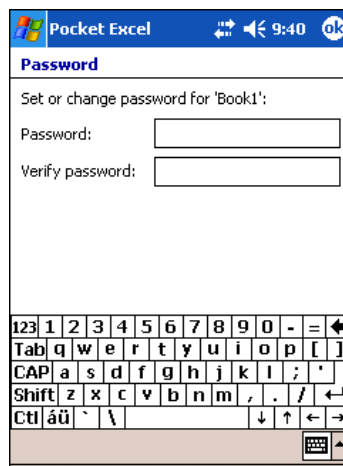 Pocket Excel 9:40 ok
Password
Set or change password for 'Book1':
Password:
Verify password:
123 1 2 3 4 5 6 7 8 9 0 - =
Tab q w e r t y u i o p [ ]
CAP a s d f g h j k l ; '
Shift z x c v b n m , . / ↵
Ctl áü ` \ ↓ ↑ ← →